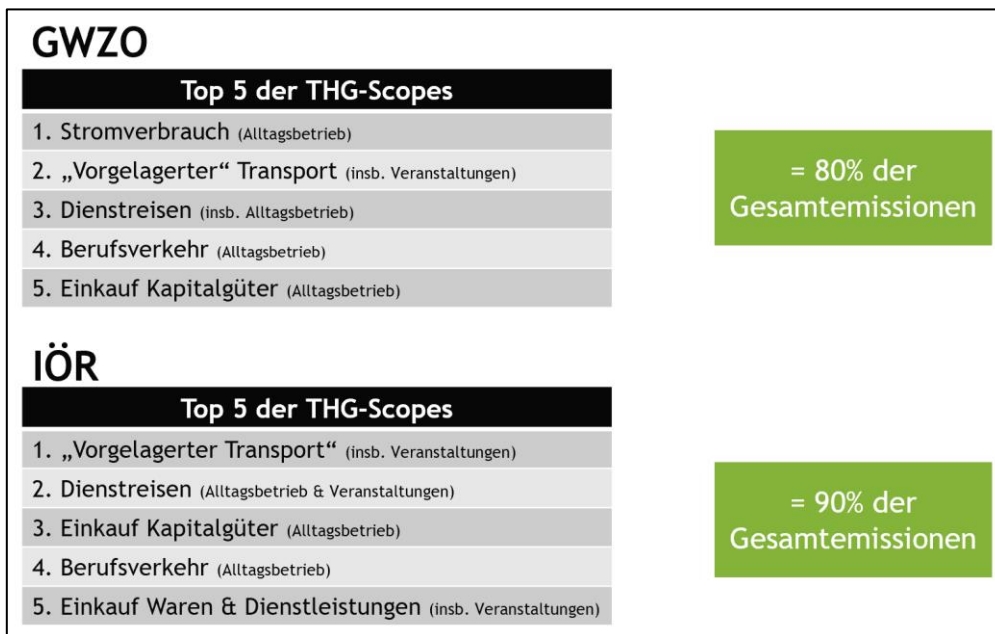 GWZO
Top 5 der THG-Scopes
1. Stromverbrauch (Alltagsbetrieb)
2. „Vorgelagerter“ Transport (insb. Veranstaltungen)
3. Dienstreisen (insb. Alltagsbetrieb)
4. Berufsverkehr (Alltagsbetrieb)
5. Einkauf Kapitalgüter (Alltagsbetrieb)
= 80% der
Gesamtemissionen
IÖR
Top 5 der THG-Scopes
1. „Vorgelagerter Transport“ (insb. Veranstaltungen)
2. Dienstreisen (Alltagsbetrieb & Veranstaltungen)
3. Einkauf Kapitalgüter (Alltagsbetrieb)
4. Berufsverkehr (Alltagsbetrieb)
5. Einkauf Waren & Dienstleistungen (insb. Veranstaltungen)
= 90% der
Gesamtemissionen